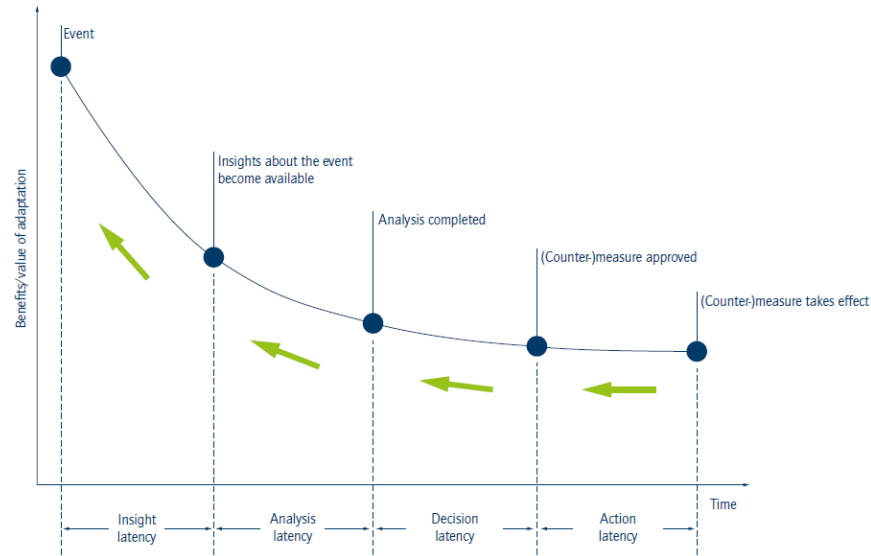 Event
Insights about the event
become available
Analysis completed
(Counter-)measure approved
(Counter-)measure takes effect
Benefits/value of adaptation
Time
Insight
latency
Analysis
latency
Decision
latency
Action
latency